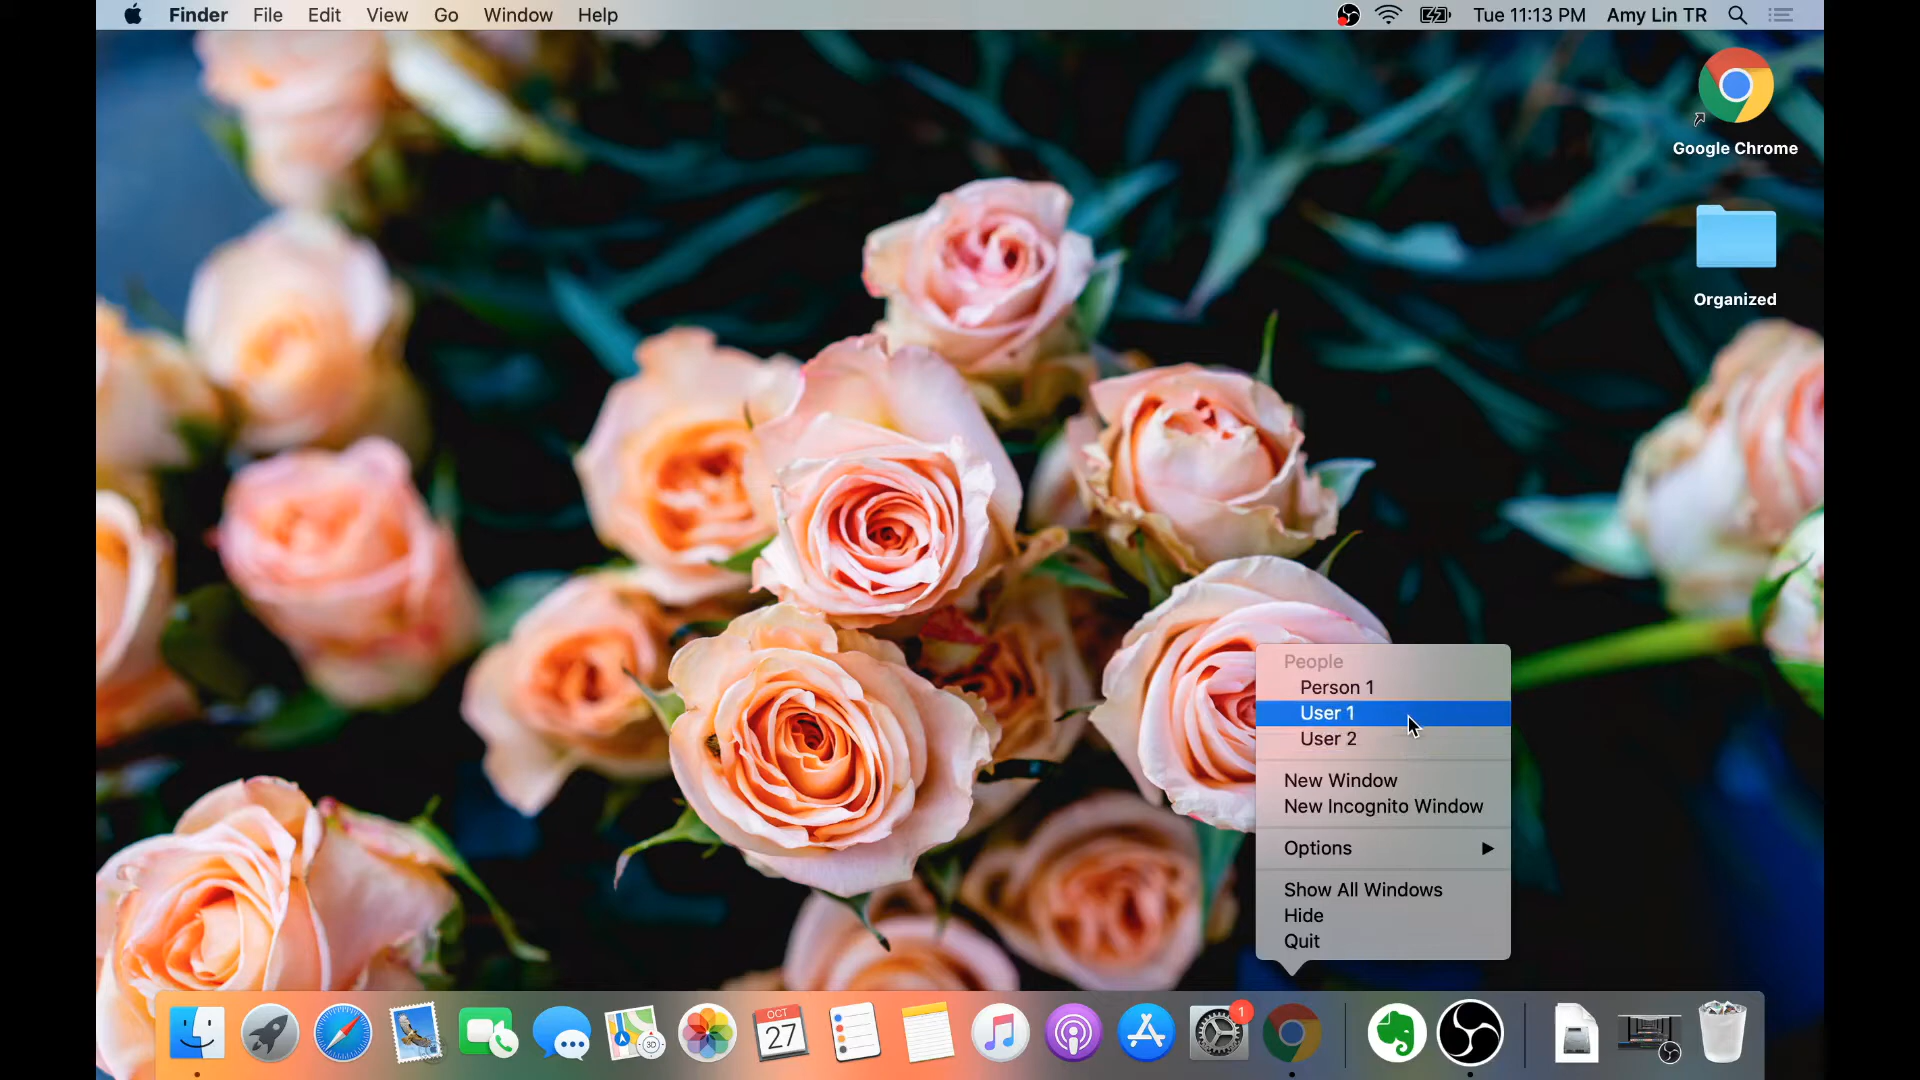 Finder File Edit View Go Window Help Tue 11:13 PM Amy Lin TR
Google Chrome
Organized
People
Person 1
User 1
User 2
New Window
New Incognito Window
Options
Show All Windows
Hide
Quit
OCT
27
3D
1